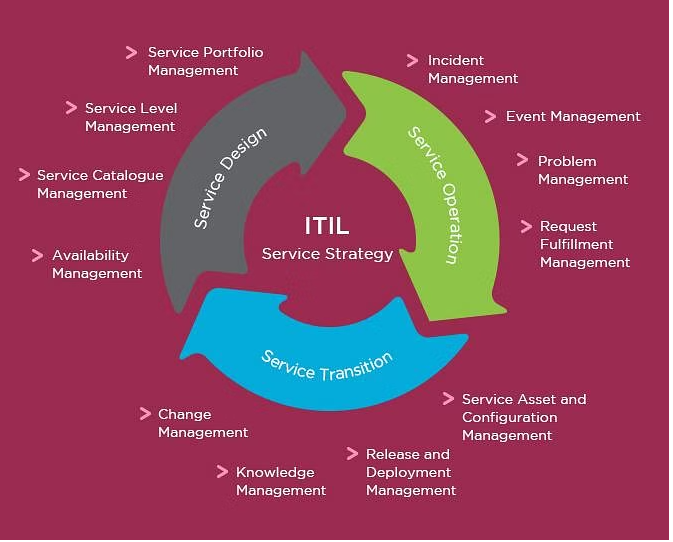 Service Portfolio
Management
Service Level
Management
Service Catalogue
Management
Availability
Management
Service Design
Incident
Management
Event Management
Problem
Management
Request
Fulfillment
Management
Service Operation
ITIL
Service Strategy
Service Transition
Change
Management
Knowledge
Management
Release and
Deployment
Management
Service Asset and
Configuration
Management